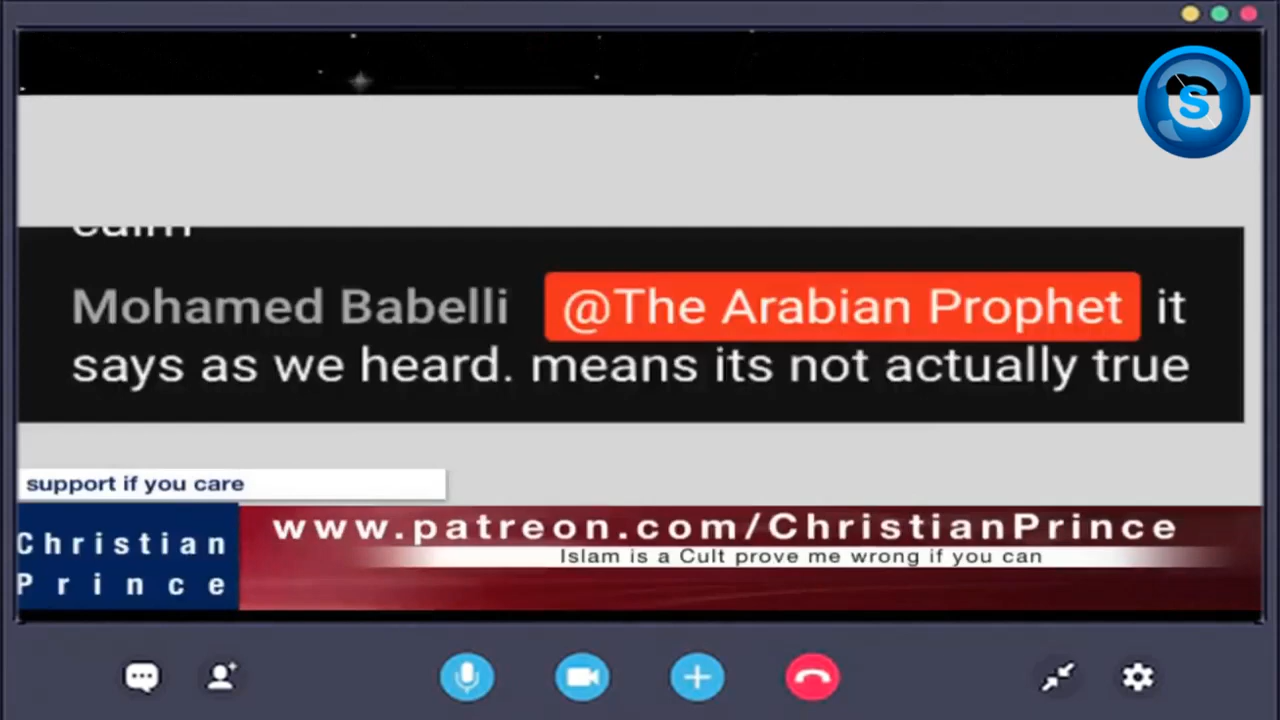 calm
Mohamed Babelli @The Arabian Prophet it
says as we heard. means its not actually true
support if you care
Christian
Prince
www.patreon.com/ChristianPrince
Islam is a Cult prove me wrong if you can